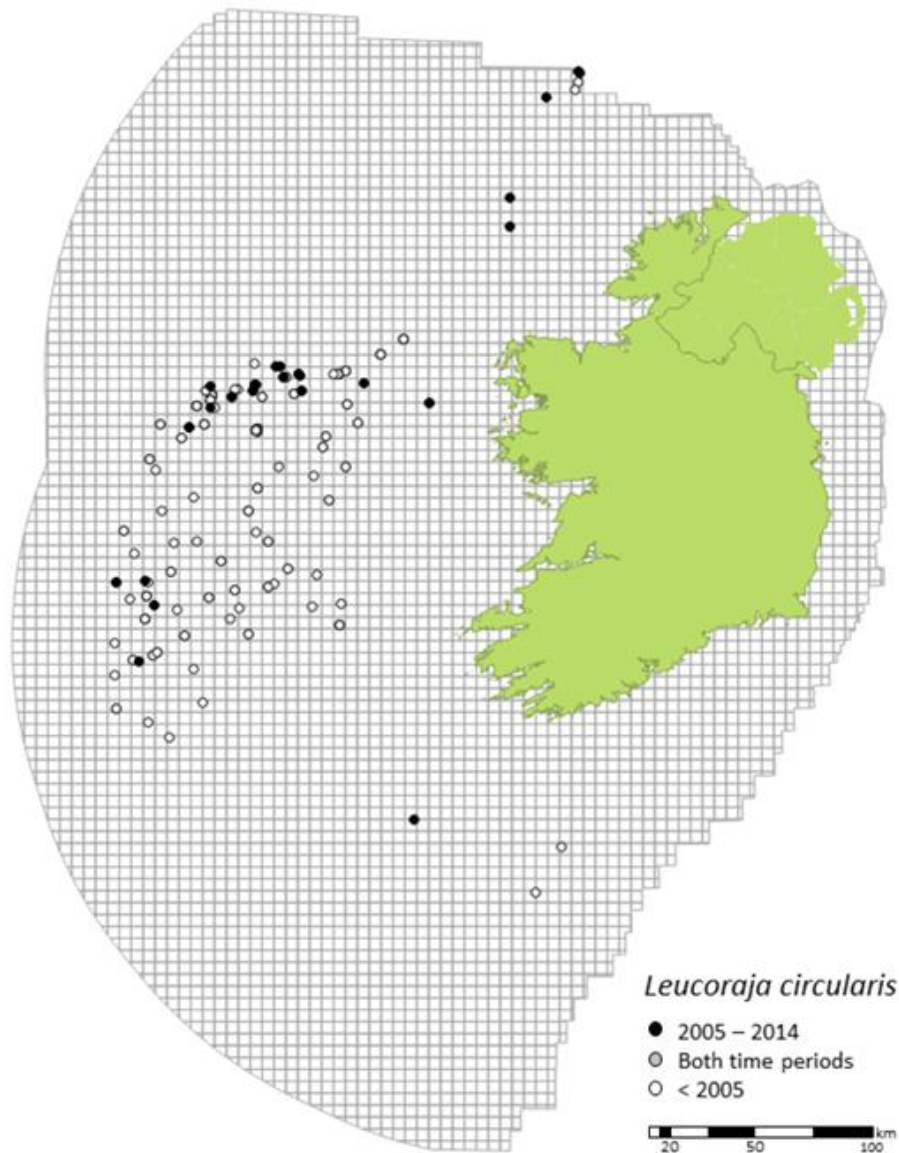 Leucoraja circularis
2005 – 2014
Both time periods
< 2005
km
20 50 100